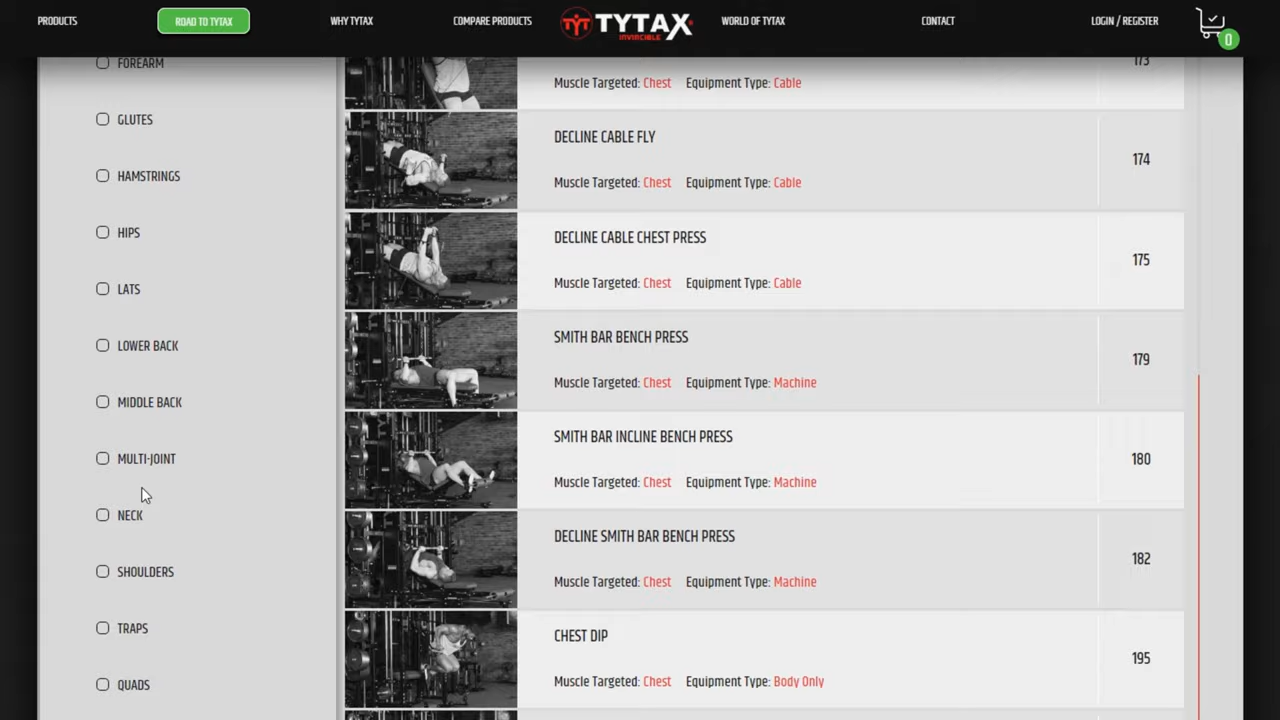 PRODUCTS
ROAD TO TYTAX
WHY TYTAX
COMPARE PRODUCTS
TYTAX
INVINCIBLE
WORLD OF TYTAX
CONTACT
LOGIN / REGISTER
0
FOREARM
GLUTES
HAMSTRINGS
HIPS
LATS
LOWER BACK
MIDDLE BACK
MULTI-JOINT
NECK
SHOULDERS
TRAPS
QUADS
173
Muscle Targeted: Chest Equipment Type: Cable
DECLINE CABLE FLY
174
Muscle Targeted: Chest Equipment Type: Cable
DECLINE CABLE CHEST PRESS
175
Muscle Targeted: Chest Equipment Type: Cable
SMITH BAR BENCH PRESS
179
Muscle Targeted: Chest Equipment Type: Machine
SMITH BAR INCLINE BENCH PRESS
180
Muscle Targeted: Chest Equipment Type: Machine
DECLINE SMITH BAR BENCH PRESS
182
Muscle Targeted: Chest Equipment Type: Machine
CHEST DIP
195
Muscle Targeted: Chest Equipment Type: Body Only